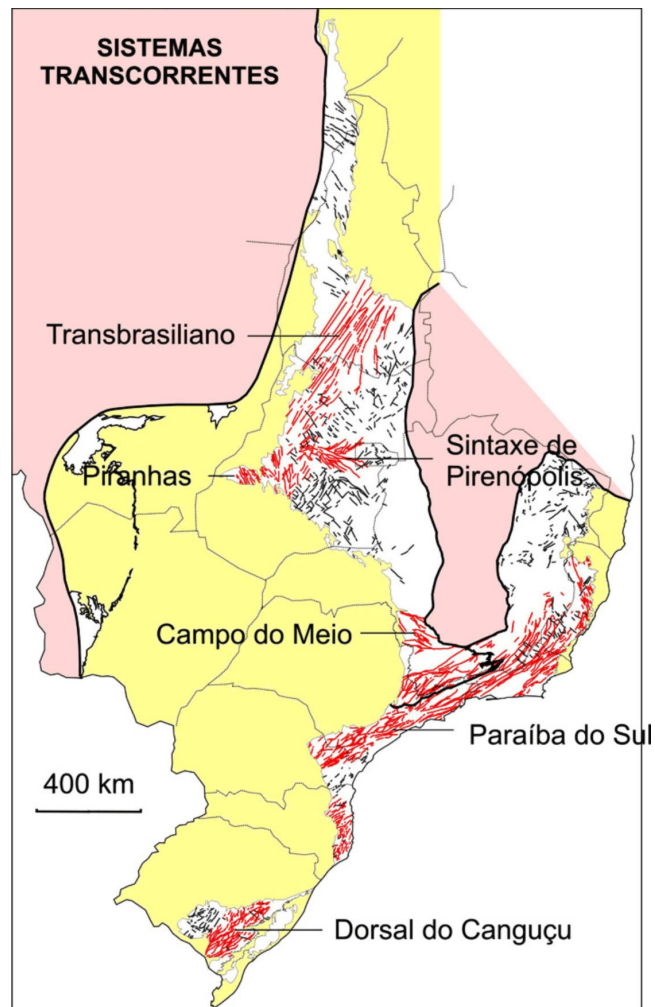 SISTEMAS
TRANSCORRENTES
Transbrasiliano
Sintaxe de
Pirenópolis
Piranhas
Campo do Meio
Paraíba do Sul
400 km
Dorsal do Canguçu